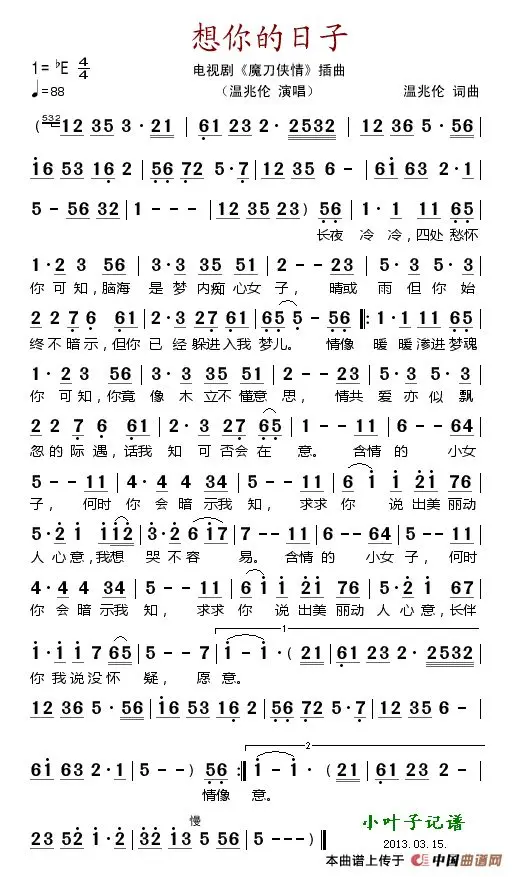 想你的日子
1=♭E 4/4
电视剧《魔刀侠情》插曲
♩=88
（温兆伦 演唱）
温兆伦 词曲
(532 12 35 3·21 | 61 23 2·2532 | 12 36 5·56 |
16 53 16 2 | 56 72 5·7 | 12 35 6 - | 61 63 2·1 |
5 - 56 32 | 1 - - - | 12 35 23) 56 | 1·1 11 65 |
长夜 冷冷,四处 愁怀
1·2 3 56 | 3·3 35 35 | 2 - - 23 | 5·5 3·5 |
你可知,脑海 是梦内痴心女子,晴或 雨但你始
2 2 7 6 | 6 61 2 61 | 65 5 - 56 |: 1·1 11 65 |
终不暗示,但你已经躲进入我梦儿。 情像 暖暖渗进梦魂
1·2 3 56 | 3·3 35 35 | 2 - - 11 | 3·3 3·5 |
你可知,你竟 像木立不懂意思, 情共 爱亦似飘
2 2 7 6 61 | 2·3 27 65 | 1 - - 11 | 6 - - 64 |
忽的际遇,话我 知可否会在 意。 含情 的 小女
5 - - 11 | 4·4 4 34 | 5 - - 11 | 6 1 1 21 76 |
子, 何时 你会暗示我 知, 求求 你 说出美丽动
5·2 1 112 | 3·2 6 17 | 7 - - 11 | 6 - - 64 | 5 - - 11 |
人心意,我想 哭不容 易。 含情 的 小女 子, 何时
4·4 4 34 | 5 - - 11 | 61 1 21 76 | 5·2 1 67 |
你会暗示我 知, 求求 你 说出美丽动 人心意,长伴
1
1·1 1 7 65 | 5 - - 7 | 1 - 1·(21 | 61 23 2·2532 |
你我说没怀 疑, 愿 意。
12 36 5·56 | 16 53 16 2 | 56 72 5·7 | 12 35 6 - |
2
61 63 2·1 | 5 - -) 56 :| 1 - 1·(21 | 61 23 2 - |
情像 意。
慢
小叶子记谱
23 52 2·1 | 32 13 5 56 | 5 - - -) ‖
2013.03.15.
本曲谱上传于 中国曲谱网